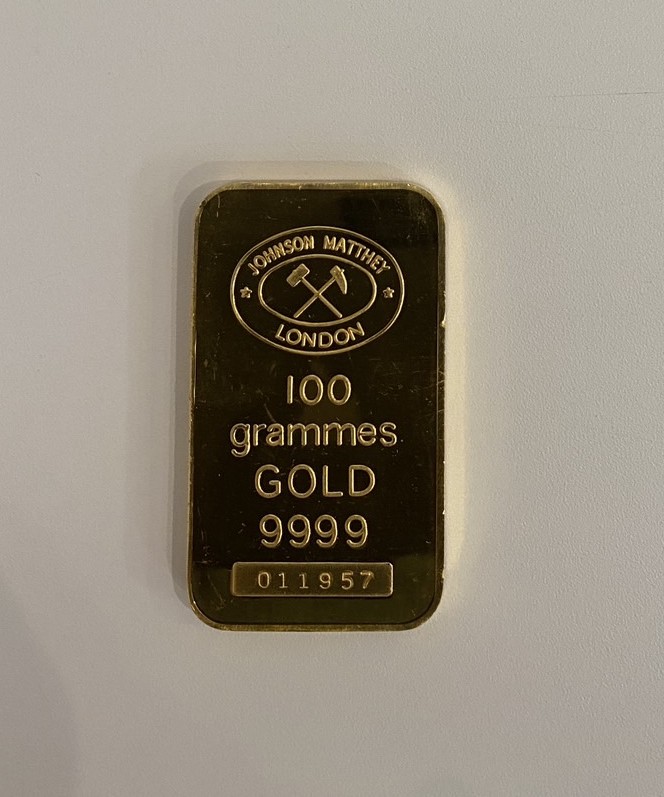 JOHNSON MATTHEY
LONDON
100
grammes
GOLD
9999
011957